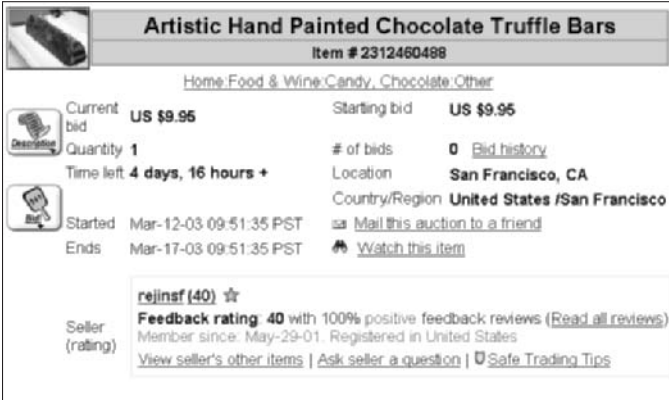 Artistic Hand Painted Chocolate Truffle Bars
Item # 2312460488
Home:Food & Wine:Candy, Chocolate:Other
Current bid US $9.95 Starting bid US $9.95
Description
Quantity 1 # of bids 0 Bid history
Time left 4 days, 16 hours + Location San Francisco, CA
Country/Region United States /San Francisco
Bid!
Started Mar-12-03 09:51:35 PST Mail this auction to a friend
Ends Mar-17-03 09:51:35 PST Watch this item
rejinsf (40)
Seller (rating) Feedback rating: 40 with 100% positive feedback reviews (Read all reviews)
Member since: May-29-01. Registered in United States
View seller's other items | Ask seller a question | Safe Trading Tips